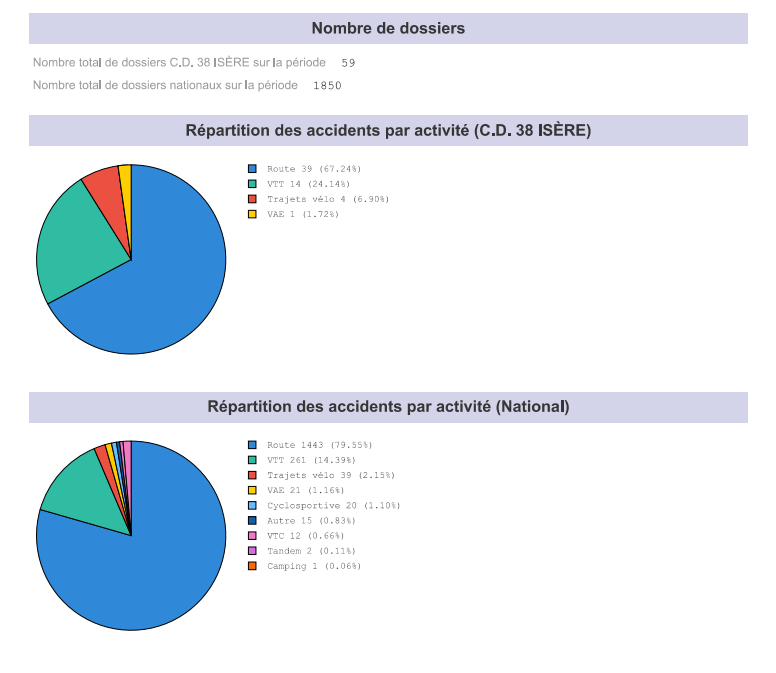 Nombre de dossiers
Nombre total de dossiers C.D. 38 ISÈRE sur la période 59
Nombre total de dossiers nationaux sur la période 1850
Répartition des accidents par activité (C.D. 38 ISÈRE)
Route 39 (67.24%)
VTT 14 (24.14%)
Trajets vélo 4 (6.90%)
VAE 1 (1.72%)
Répartition des accidents par activité (National)
Route 1443 (79.55%)
VTT 261 (14.39%)
Trajets vélo 39 (2.15%)
VAE 21 (1.16%)
Cyclosportive 20 (1.10%)
Autre 15 (0.83%)
VTC 12 (0.66%)
Tandem 2 (0.11%)
Camping 1 (0.06%)